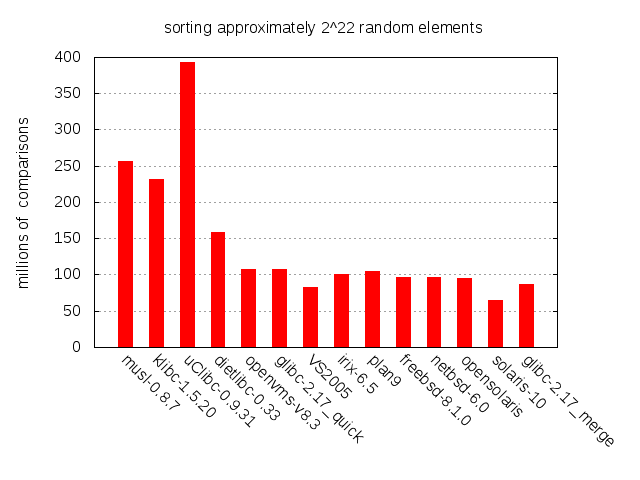 sorting approximately 2^22 random elements
millions of comparisons
400
350
300
250
200
150
100
50
0
musl-0.8.7
klibc-1.5.20
uClibc-0.9.31
dietlibc-0.33
openvms-v8.3
glibc-2.17_quick
VS2005
irix-6.5
plan9
freebsd-8.1.0
netbsd-6.0
opensolaris
solaris-10
glibc-2.17_merge